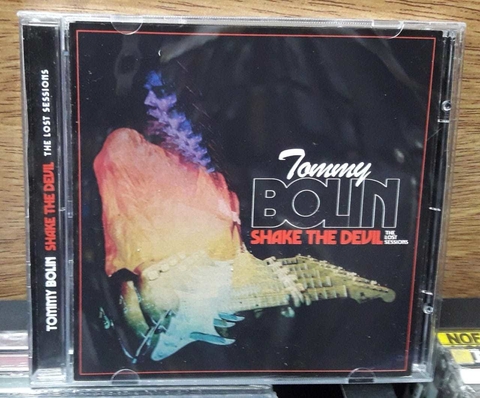 TOMMY BOLIN SHAKE THE DEVIL THE LOST SESSIONS
Tommy
BOLIN
SHAKE THE DEVIL
THE
LOST
SESSIONS